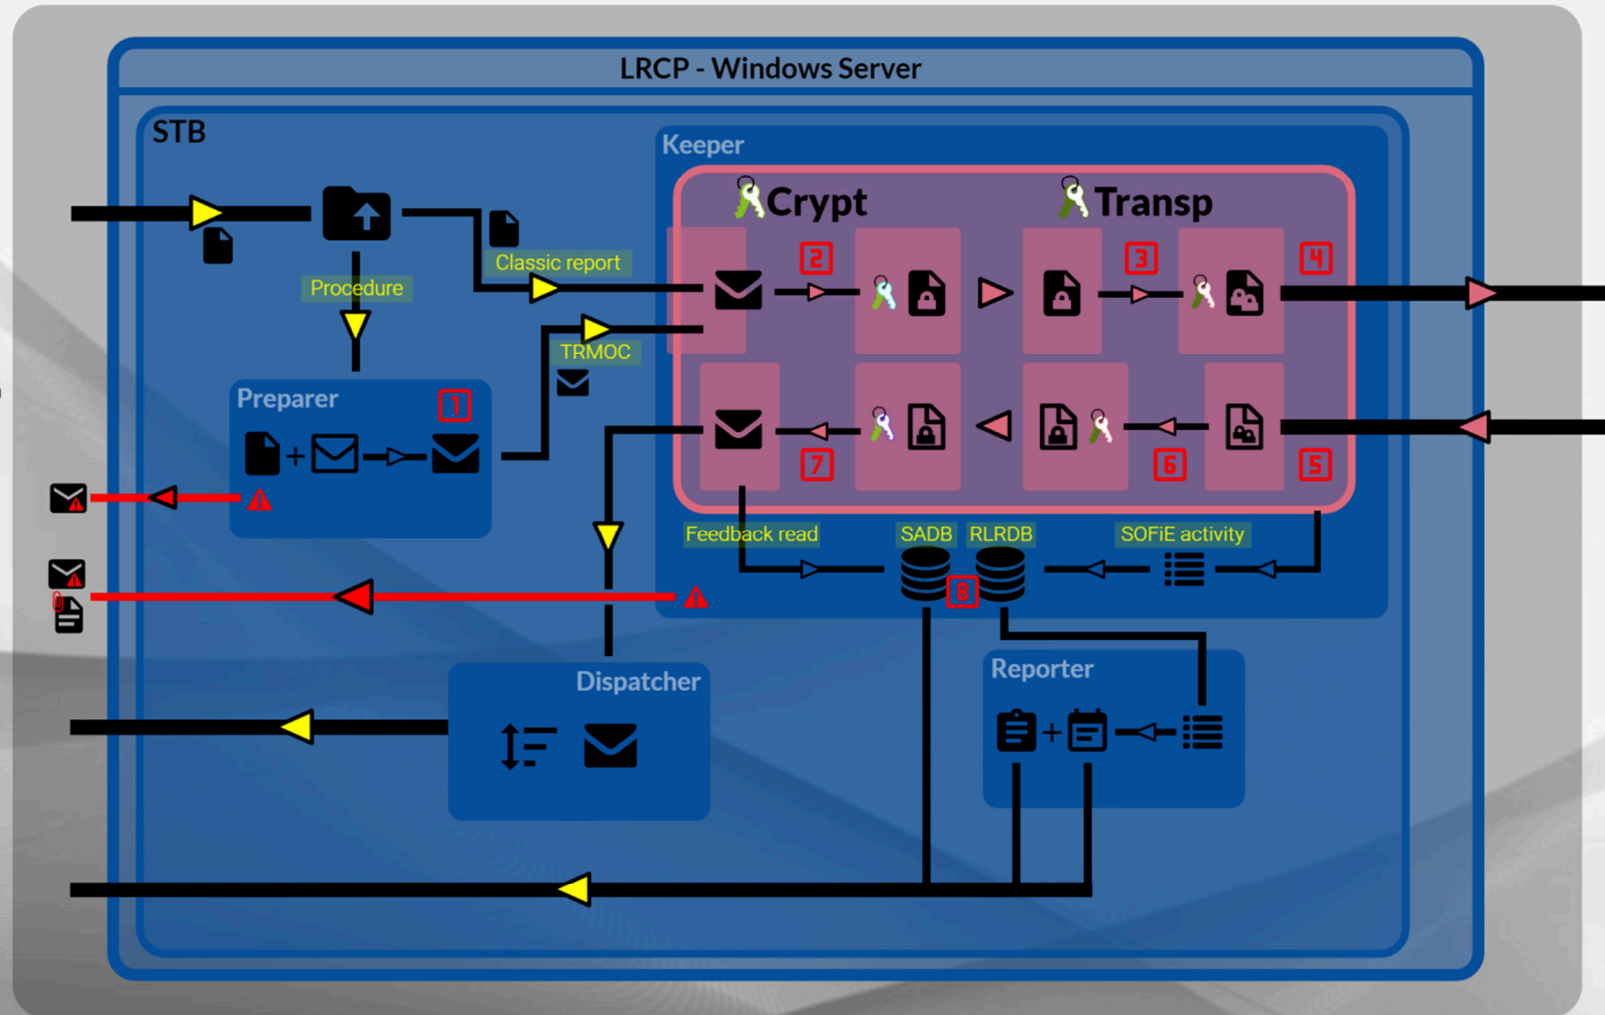 LRCP - Windows Server
STB
Keeper
Crypt
Transp
2
3
4
Classic report
Procedure
TRMOC
Preparer
1
7
6
5
Feedback read
SADB
RLRDB
SOFiE activity
8
Dispatcher
Reporter